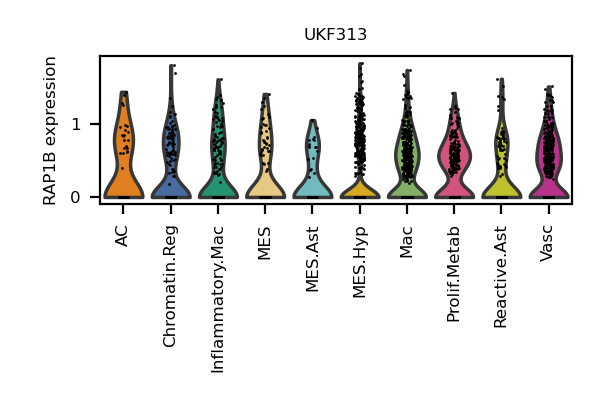 UKF313
RAP1B expression
1
0
AC
Chromatin.Reg
Inflammatory.Mac
MES
MES.Ast
MES.Hyp
Mac
Prolif.Metab
Reactive.Ast
Vasc